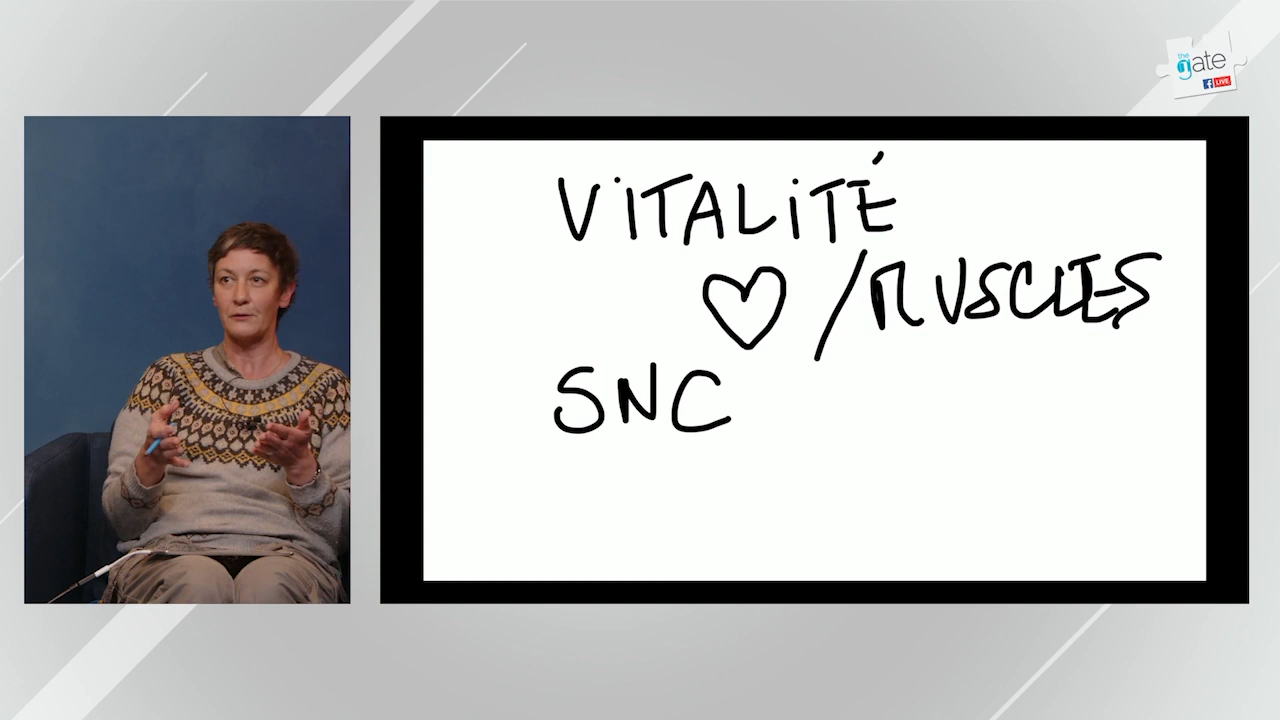 the gate
f LIVE
VITALITÉ
♡ / MUSCLES
SNC